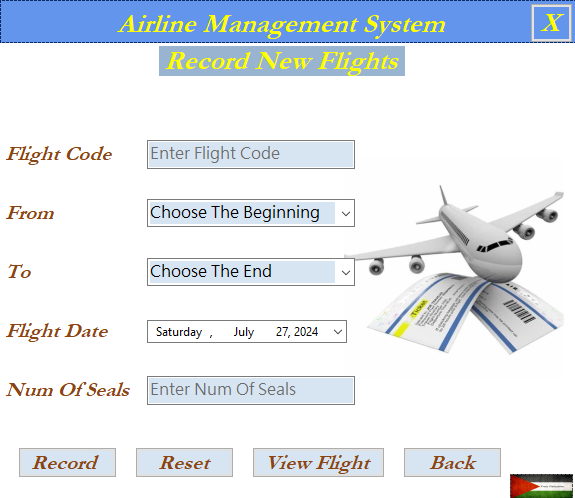 Airline Management System
X
Record New Flights
Flight Code
Enter Flight Code
From
Choose The Beginning
To
Choose The End
Ticket
Flight Date
Saturday , July 27, 2024
Num Of Seals
Enter Num Of Seals
Record
Reset
View Flight
Back